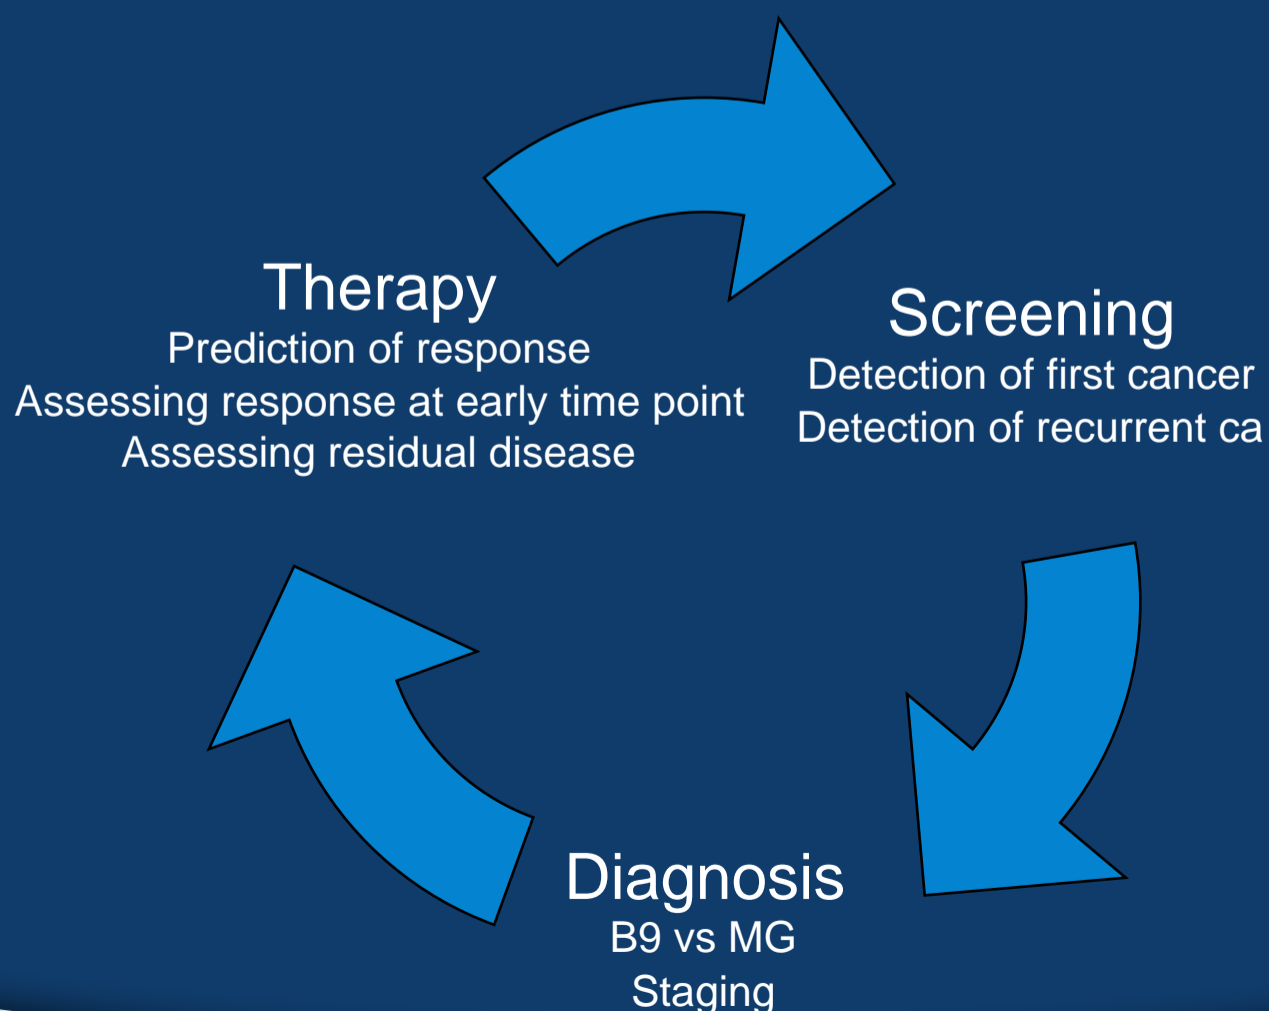 Therapy
Prediction of response
Assessing response at early time point
Assessing residual disease
Screening
Detection of first cancer
Detection of recurrent ca
Diagnosis
B9 vs MG
Staging